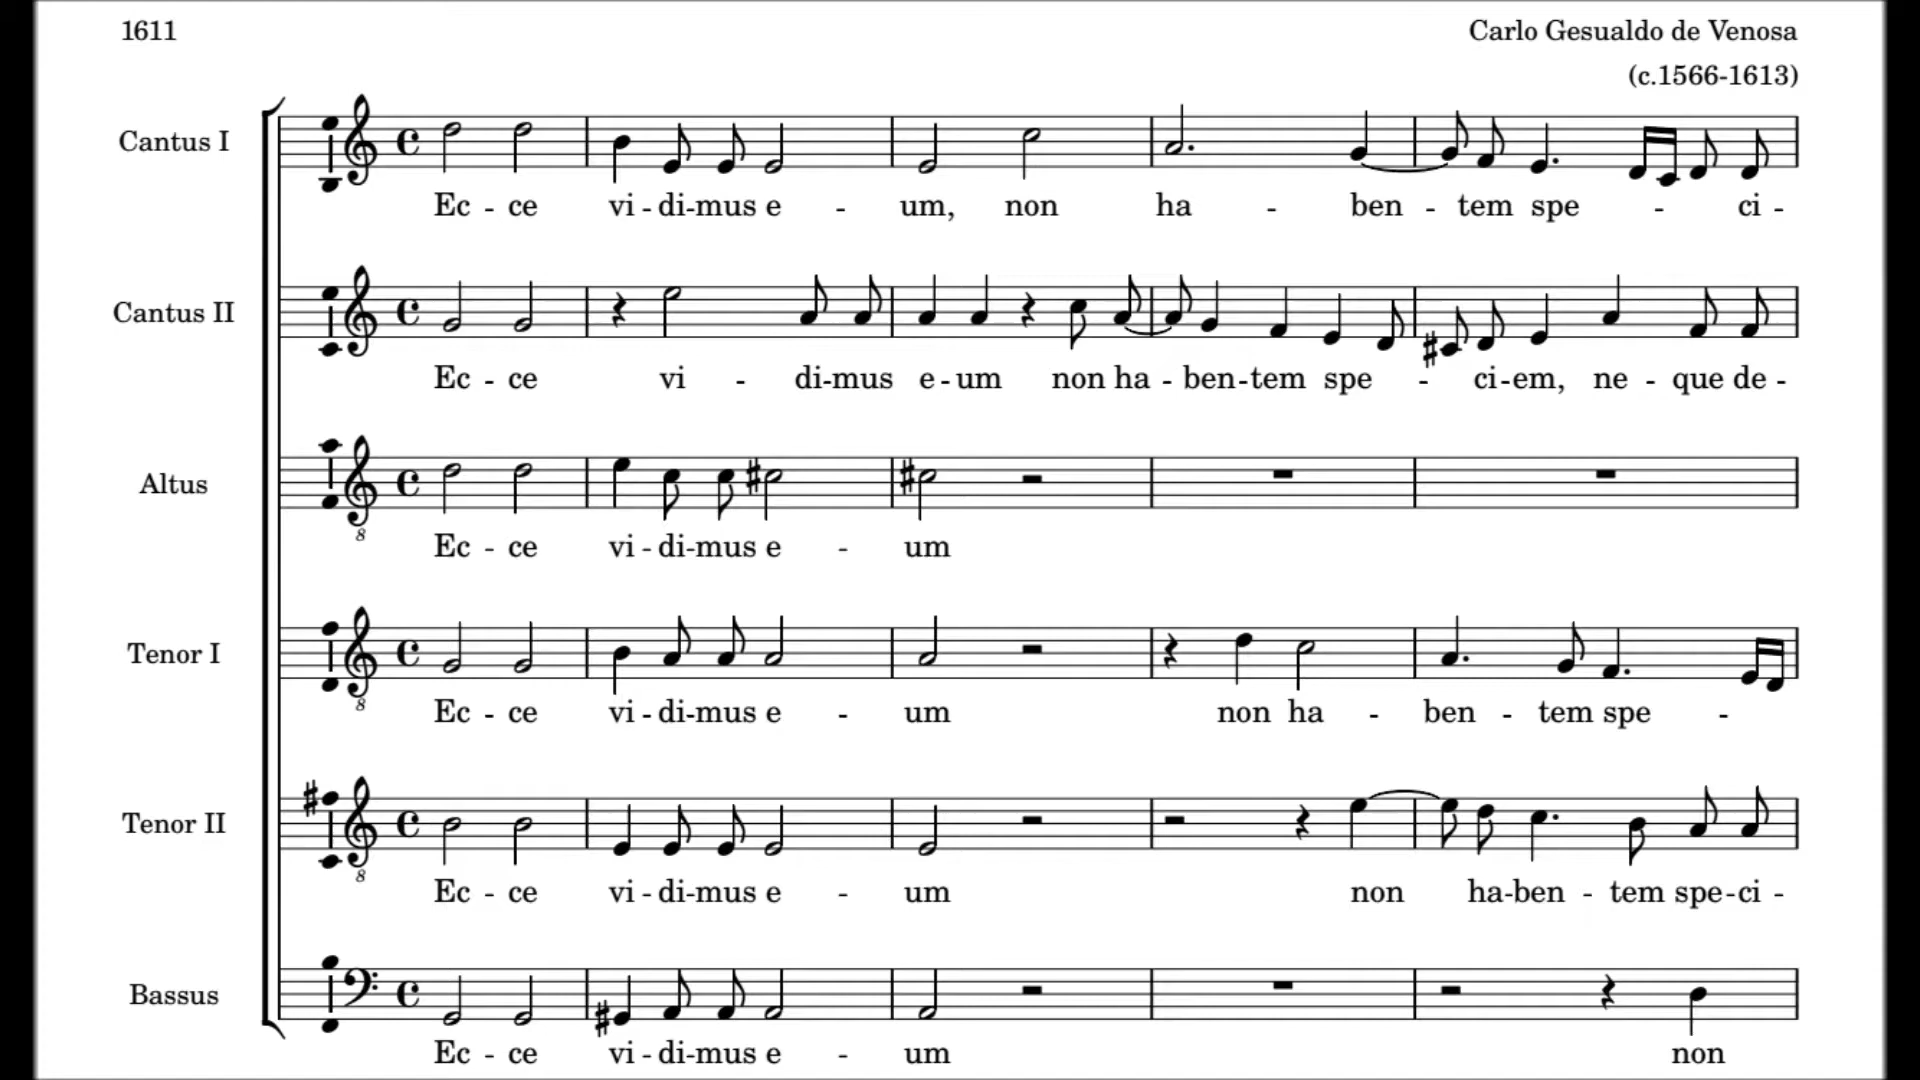 1611
Carlo Gesualdo de Venosa
(c.1566-1613)
Cantus I
Ec - ce vi - di-mus e - um, non ha - ben - tem spe - ci -
Cantus II
Ec - ce vi - di-mus e - um non ha - ben - tem spe - ci - em, ne - que de -
Altus
8
Ec - ce vi - di-mus e - um
Tenor I
8
Ec - ce vi - di-mus e - um non ha - ben - tem spe -
Tenor II
8
Ec - ce vi - di-mus e - um non ha-ben - tem spe-ci -
Bassus
Ec - ce vi - di-mus e - um non